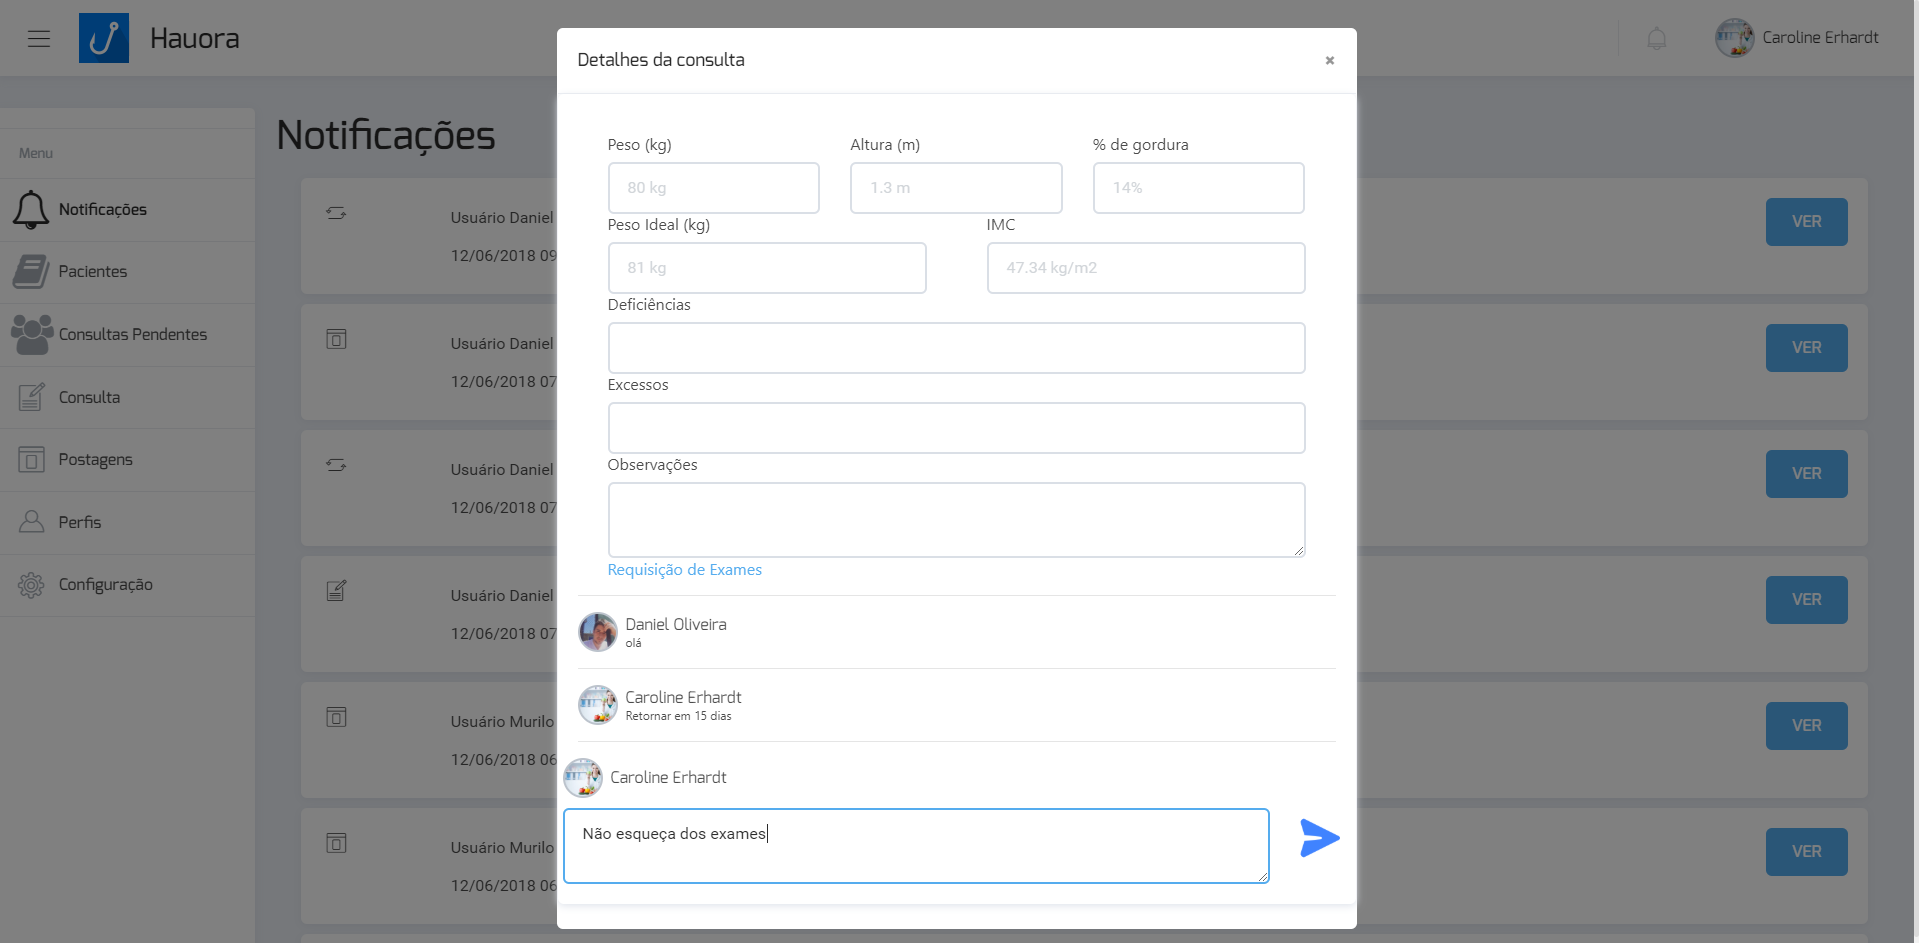 Hauora
Caroline Erhardt
Menu
Notificações
Pacientes
Consultas Pendentes
Consulta
Postagens
Perfis
Configuração
Notificações
Usuário Daniel
12/06/2018 09
VER
Usuário Daniel
12/06/2018 07
VER
Usuário Daniel
12/06/2018 07
VER
Usuário Daniel
12/06/2018 07
VER
Usuário Murilo
12/06/2018 06
VER
Usuário Murilo
12/06/2018 06
VER
Detalhes da consulta
×
Peso (kg) Altura (m) % de gordura
80 kg 1.3 m 14%
Peso Ideal (kg) IMC
81 kg 47.34 kg/m2
Deficiências
Excessos
Observações
Requisição de Exames
Daniel Oliveira
olá
Caroline Erhardt
Retornar em 15 dias
Caroline Erhardt
Não esqueça dos exames